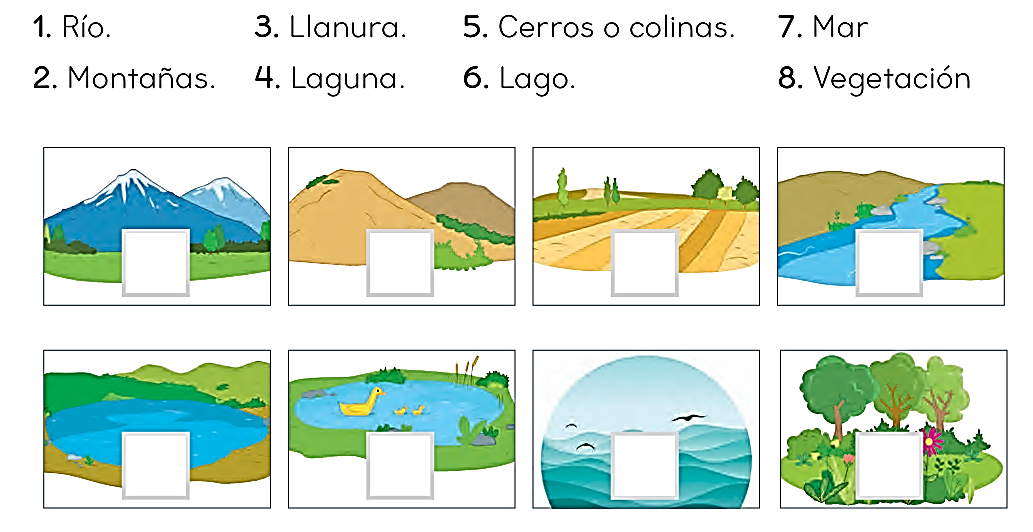 1. Río. 3. Llanura. 5. Cerros o colinas. 7. Mar
2. Montañas. 4. Laguna. 6. Lago. 8. Vegetación